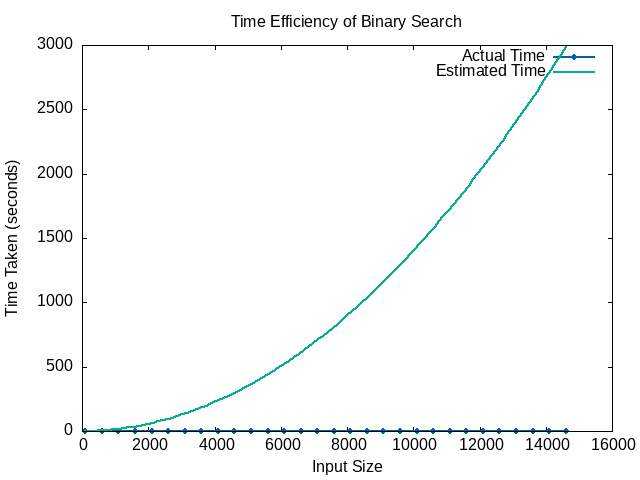 Time Efficiency of Binary Search
Actual Time
Estimated Time
3000
2500
2000
1500
1000
500
0
Time Taken (seconds)
0 2000 4000 6000 8000 10000 12000 14000 16000
Input Size